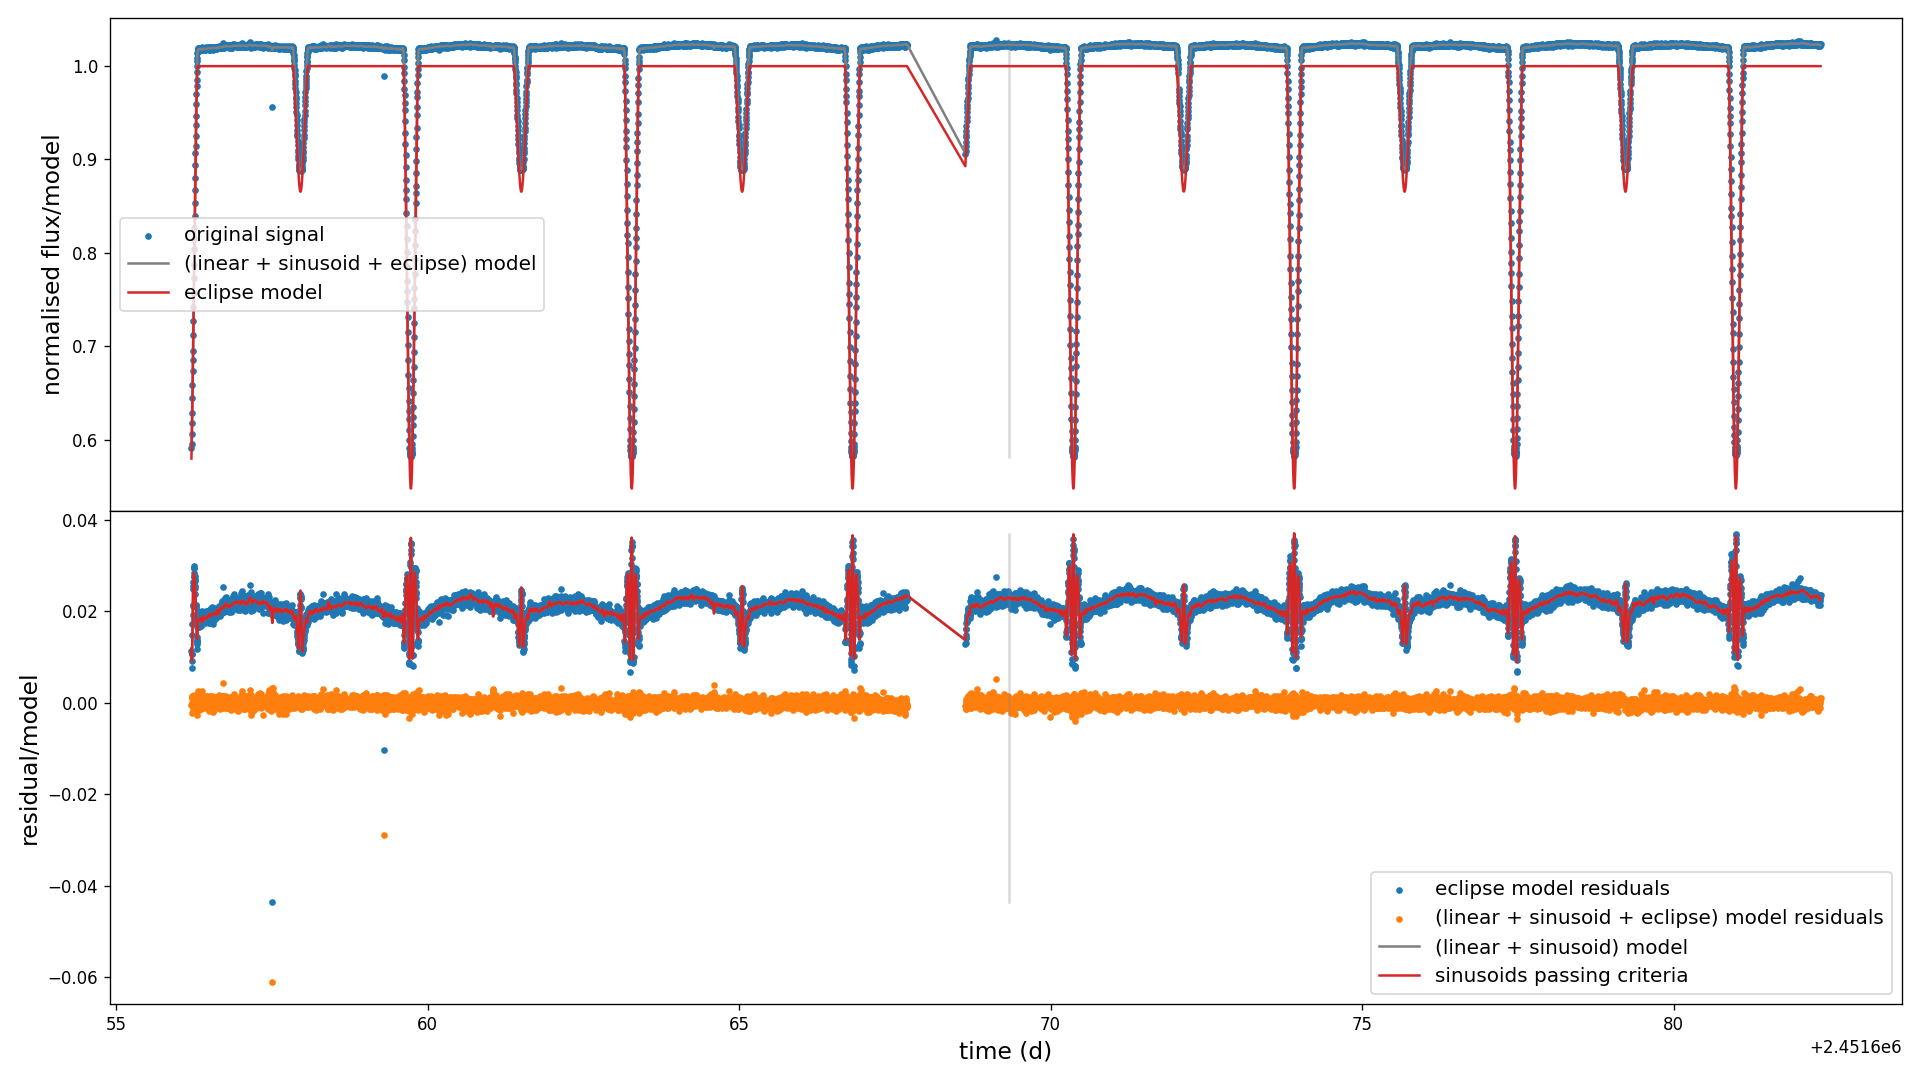 normalised flux/model
1.0
0.9
0.8
0.7
0.6
original signal
(linear + sinusoid + eclipse) model
eclipse model
residual/model
0.04
0.02
0.00
−0.02
−0.04
−0.06
eclipse model residuals
(linear + sinusoid + eclipse) model residuals
(linear + sinusoid) model
sinusoids passing criteria
55 60 65 70 75 80
time (d)
+2.4516e6